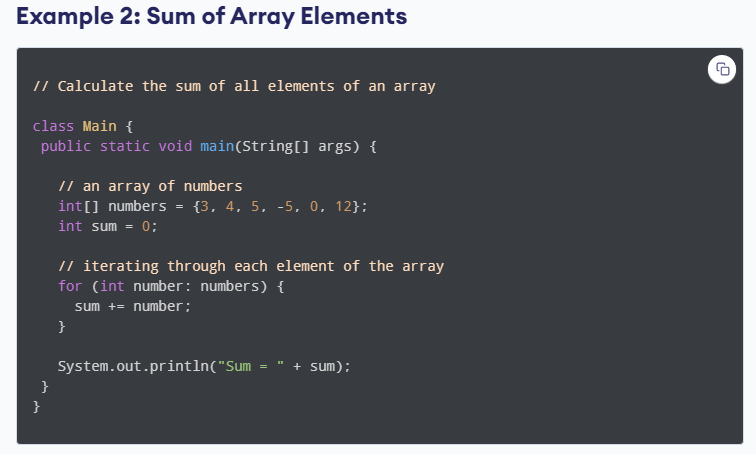 Example 2: Sum of Array Elements
// Calculate the sum of all elements of an array
class Main {
public static void main(String[] args) {
// an array of numbers
int[] numbers = {3, 4, 5, -5, 0, 12};
int sum = 0;
// iterating through each element of the array
for (int number: numbers) {
sum += number;
}
System.out.println("Sum = " + sum);
}
}